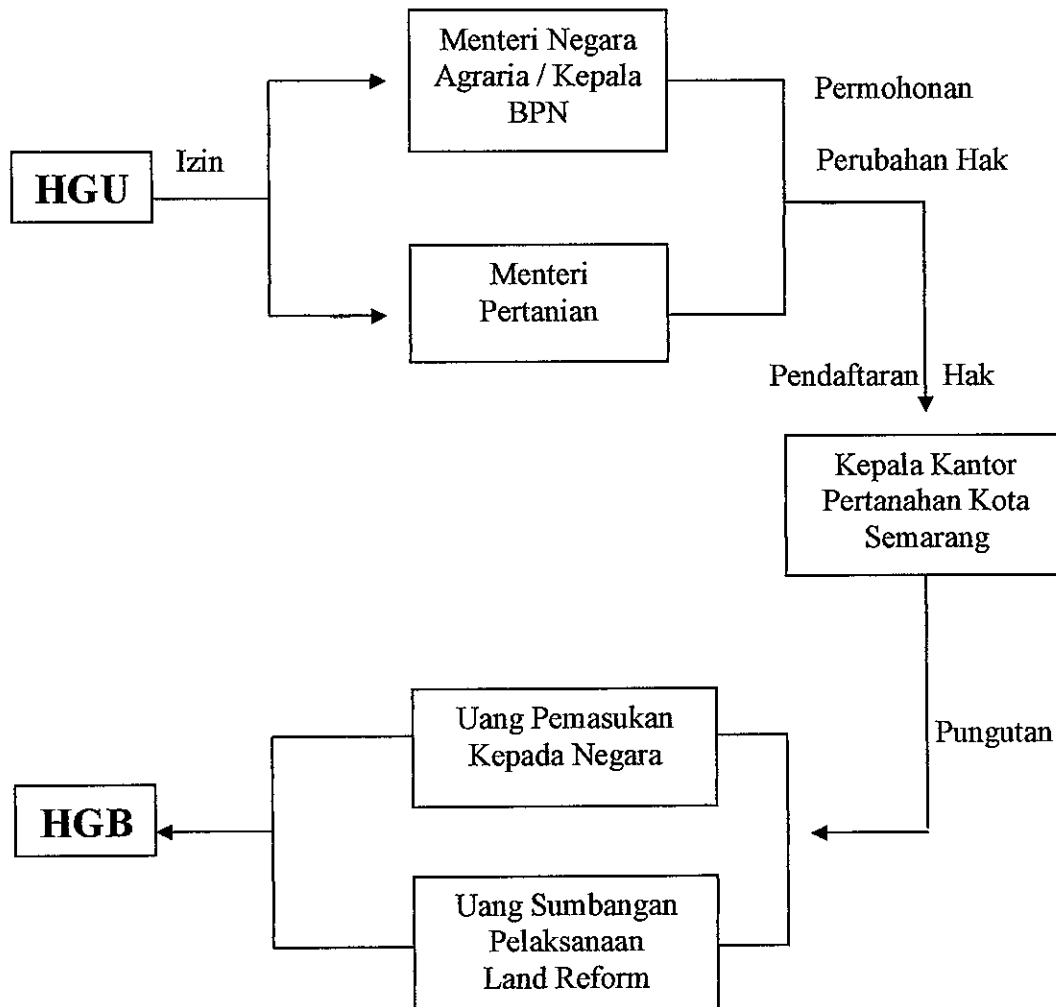 Menteri Negara
Agraria / Kepala
BPN
Permohonan
Izin
Perubahan Hak
HGU
Menteri
Pertanian
Pendaftaran Hak
Kepala Kantor
Pertanahan Kota
Semarang
Uang Pemasukan
Kepada Negara
Pungutan
HGB
Uang Sumbangan
Pelaksanaan
Land Reform